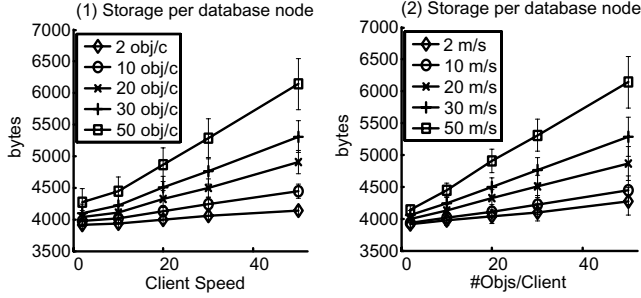 (1) Storage per database node
7000
6500
6000
5500
5000
4500
4000
3500
bytes
2 obj/c
10 obj/c
20 obj/c
30 obj/c
50 obj/c
0 20 40
Client Speed
(2) Storage per database node
7000
6500
6000
5500
5000
4500
4000
3500
bytes
2 m/s
10 m/s
20 m/s
30 m/s
50 m/s
0 20 40
#Objs/Client